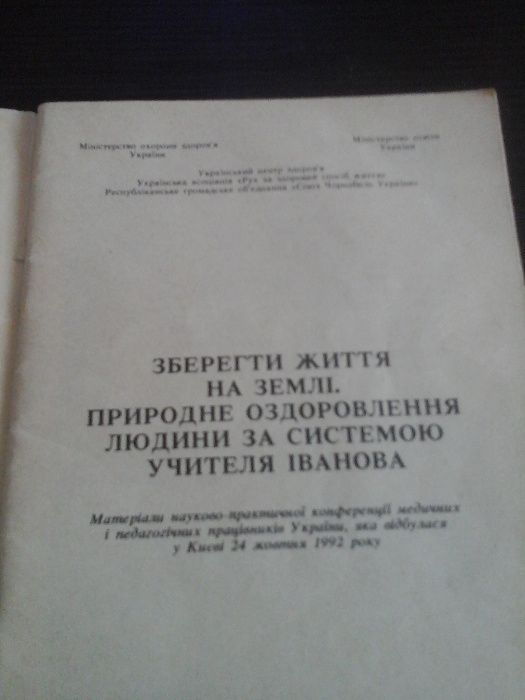 Міністерство охорони здоров'я
України
Міністерство освіти
України
Український центр здоров'я
Українська асоціація «Рух за здоровий спосіб життя»
Республіканське громадське об'єднання «Союз Чорнобиль Україна»
ЗБЕРЕГТИ ЖИТТЯ
НА ЗЕМЛІ.
ПРИРОДНЕ ОЗДОРОВЛЕННЯ
ЛЮДИНИ ЗА СИСТЕМОЮ
УЧИТЕЛЯ ІВАНОВА
Матеріали науково-практичної конференції медичних
і педагогічних працівників України, яка відбулася
у Києві 24 жовтня 1992 року